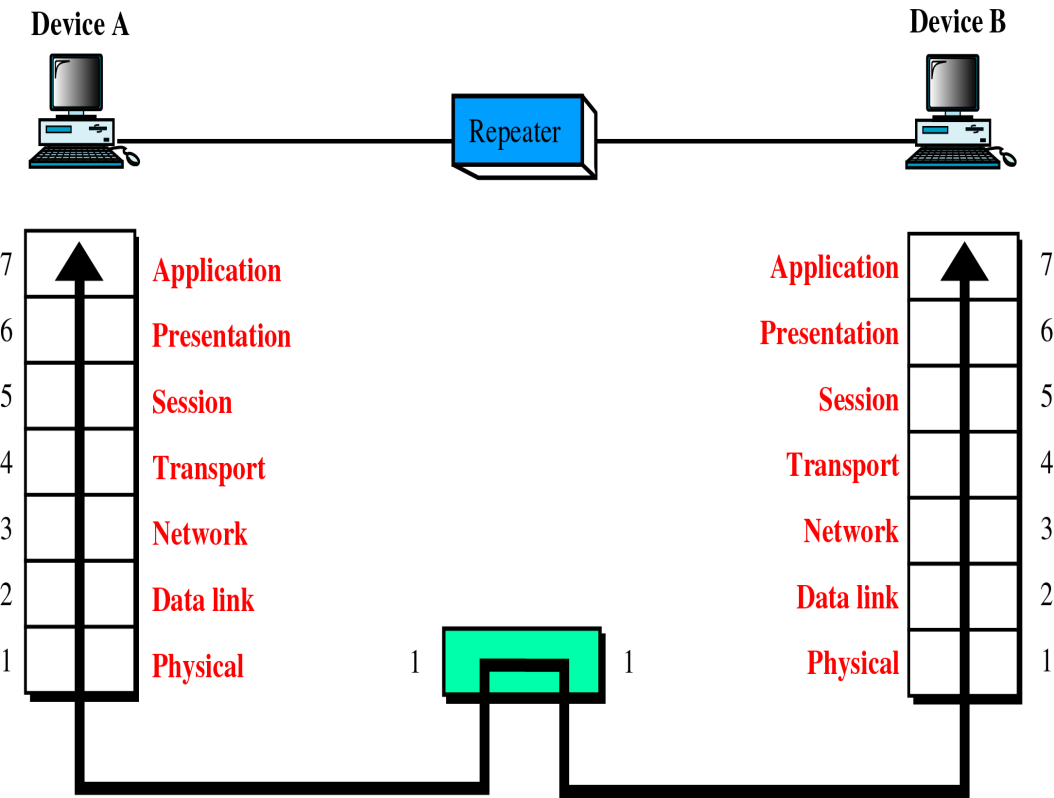 Device A
Device B
Repeater
7 Application Application 7
6 Presentation Presentation 6
5 Session Session 5
4 Transport Transport 4
3 Network Network 3
2 Data link Data link 2
1 Physical 1 1 Physical 1